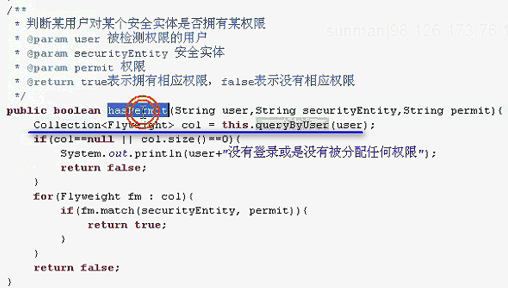 /**
 * 判断某用户对某个安全实体是否拥有某权限
 * @param user 被检测权限的用户
 * @param securityEntity 安全实体
 * @param permit 权限
 * @return true表示拥有相应权限，false表示没有相应权限
 */
public boolean hasPermit(String user,String securityEntity,String permit){
Collection<Flyweight> col = this.queryByUser(user);
if(col==null || col.size()==0){
System.out.println(user+"没有登录或是没有被分配任何权限");
return false;
}
for(Flyweight fm : col){
if(fm.match(securityEntity, permit)){
return true;
}
}
return false;
}